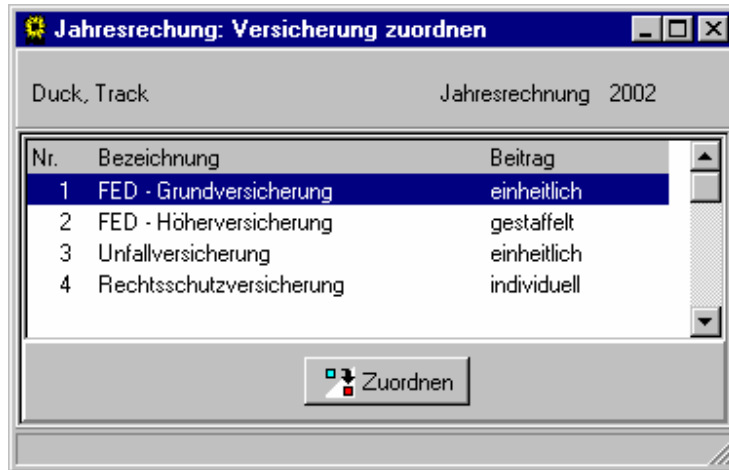 Jahresrechung: Versicherung zuordnen
Duck, Track Jahresrechnung 2002
Nr. Bezeichnung Beitrag
1 FED - Grundversicherung einheitlich
2 FED - Höherversicherung gestaffelt
3 Unfallversicherung einheitlich
4 Rechtsschutzversicherung individuell
Zuordnen